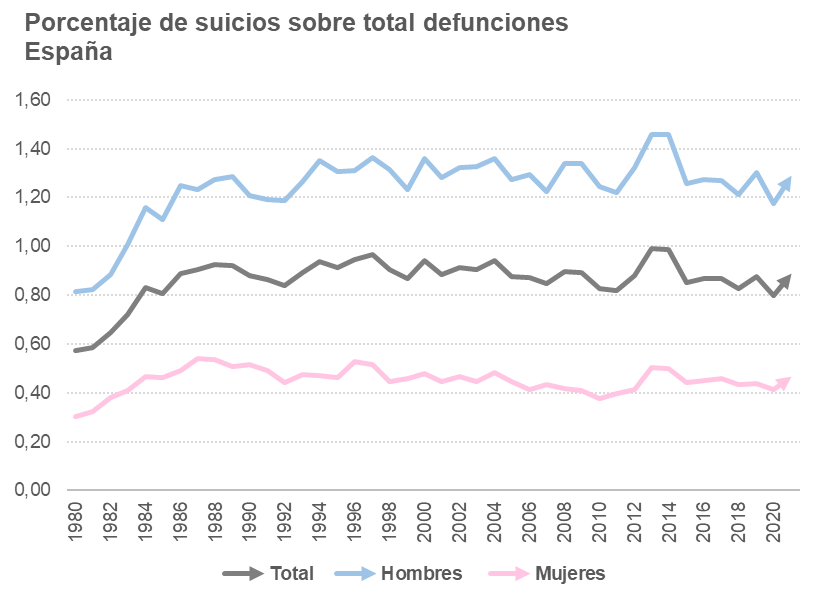 Porcentaje de suicios sobre total defunciones
España
1,60
1,40
1,20
1,00
0,80
0,60
0,40
0,20
0,00
1980 1982 1984 1986 1988 1990 1992 1994 1996 1998 2000 2002 2004 2006 2008 2010 2012 2014 2016 2018 2020
Total Hombres Mujeres